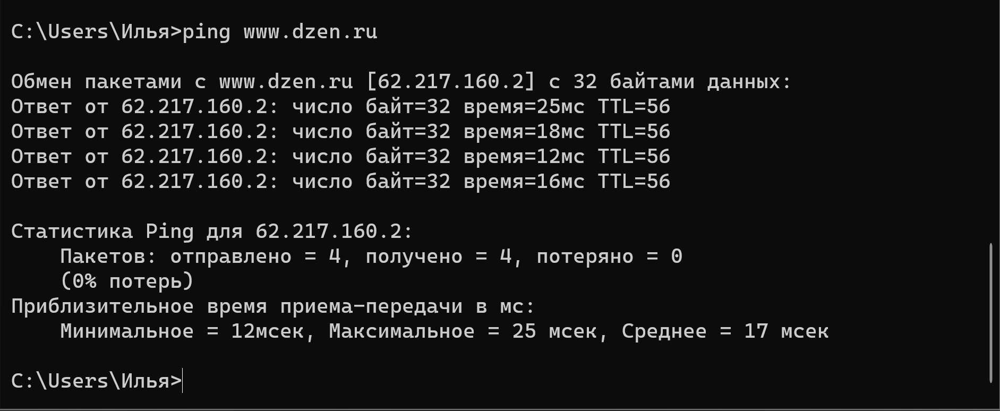 C:\Users\Илья>ping www.dzen.ru
Обмен пакетами с www.dzen.ru [62.217.160.2] с 32 байтами данных:
Ответ от 62.217.160.2: число байт=32 время=25мс TTL=56
Ответ от 62.217.160.2: число байт=32 время=18мс TTL=56
Ответ от 62.217.160.2: число байт=32 время=12мс TTL=56
Ответ от 62.217.160.2: число байт=32 время=16мс TTL=56
Статистика Ping для 62.217.160.2:
Пакетов: отправлено = 4, получено = 4, потеряно = 0
(0% потерь)
Приблизительное время приема-передачи в мс:
Минимальное = 12мсек, Максимальное = 25 мсек, Среднее = 17 мсек
C:\Users\Илья>